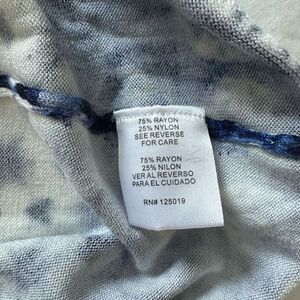 75% RAYON
25% NYLON
SEE REVERSE
FOR CARE
75% RAYON
25% NILON
VER AL REVERSO
PARA EL CUIDADO
RN# 125019